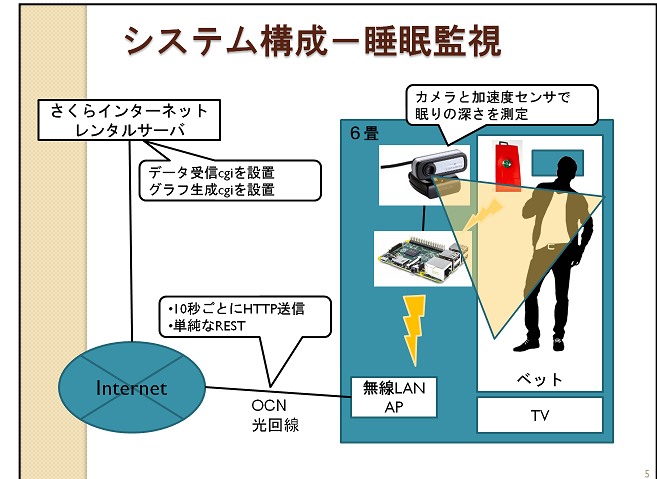 システム構成－睡眠監視
さくらインターネット
レンタルサーバ
データ受信cgiを設置
グラフ生成cgiを設置
カメラと加速度センサで
眠りの深さを測定
６畳
•10秒ごとにHTTP送信
•単純なREST
Internet
OCN
光回線
無線LAN
AP
ベット
TV
5